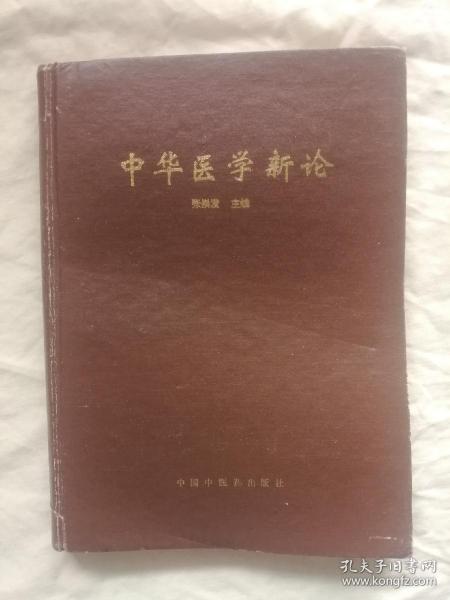 中华医学新论
张崇发 主编
中国中医药出版社
孔夫子旧书网
www.kongfz.com